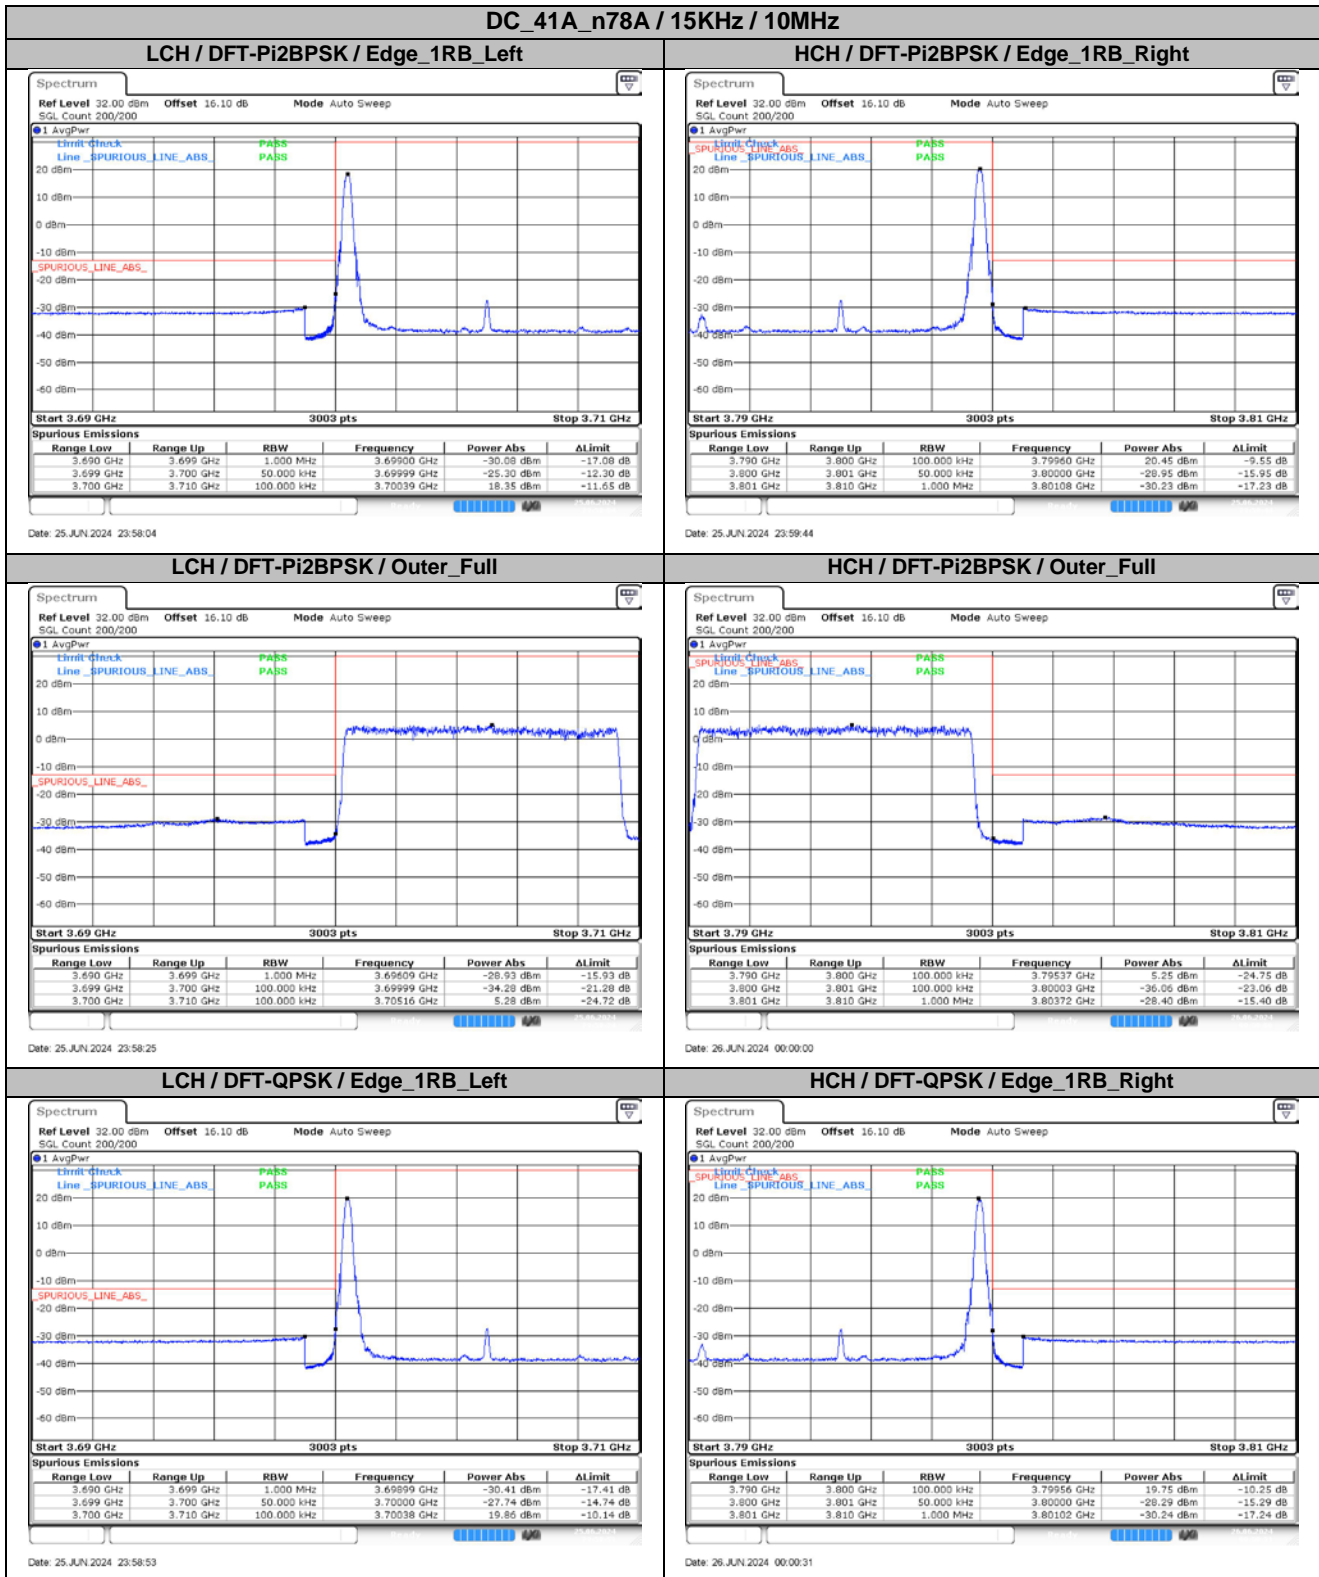 DC_41A_n78A / 15KHz / 10MHz
LCH / DFT-Pi2BPSK / Edge_1RB_Left
HCH / DFT-Pi2BPSK / Edge_1RB_Right
Spectrum
Ref Level 32.00 dBm Offset 16.10 dB Mode Auto Sweep
SGL Count 200/200
1 AvgPwr
Limit Check PASS
Line _SPURIOUS_LINE_ABS_ PASS
20 dBm
10 dBm
0 dBm
-10 dBm
_SPURIOUS_LINE_ABS_
-20 dBm
-30 dBm
-40 dBm
-50 dBm
-60 dBm
Start 3.69 GHz 3003 pts Stop 3.71 GHz
Spurious Emissions
Range Low Range Up RBW Frequency Power Abs ΔLimit
3.690 GHz 3.699 GHz 1.000 MHz 3.69900 GHz -30.08 dBm -17.08 dB
3.699 GHz 3.700 GHz 50.000 kHz 3.69999 GHz -25.30 dBm -12.30 dB
3.700 GHz 3.710 GHz 100.000 kHz 3.70039 GHz 18.35 dBm -11.65 dB
Date: 25.JUN.2024 23:58:04
Spectrum
Ref Level 32.00 dBm Offset 16.10 dB Mode Auto Sweep
SGL Count 200/200
1 AvgPwr
Limit Check PASS
_SPURIOUS_LINE_ABS_
Line _SPURIOUS_LINE_ABS_ PASS
20 dBm
10 dBm
0 dBm
-10 dBm
-20 dBm
-30 dBm
-40 dBm
-50 dBm
-60 dBm
Start 3.79 GHz 3003 pts Stop 3.81 GHz
Spurious Emissions
Range Low Range Up RBW Frequency Power Abs ΔLimit
3.790 GHz 3.800 GHz 100.000 kHz 3.79960 GHz 20.45 dBm -9.55 dB
3.800 GHz 3.801 GHz 50.000 kHz 3.80000 GHz -28.95 dBm -15.95 dB
3.801 GHz 3.810 GHz 1.000 MHz 3.80108 GHz -30.23 dBm -17.23 dB
Date: 25.JUN.2024 23:59:44
LCH / DFT-Pi2BPSK / Outer_Full
HCH / DFT-Pi2BPSK / Outer_Full
Spectrum
Ref Level 32.00 dBm Offset 16.10 dB Mode Auto Sweep
SGL Count 200/200
1 AvgPwr
Limit Check PASS
Line _SPURIOUS_LINE_ABS_ PASS
20 dBm
10 dBm
0 dBm
-10 dBm
_SPURIOUS_LINE_ABS_
-20 dBm
-30 dBm
-40 dBm
-50 dBm
-60 dBm
Start 3.69 GHz 3003 pts Stop 3.71 GHz
Spurious Emissions
Range Low Range Up RBW Frequency Power Abs ΔLimit
3.690 GHz 3.699 GHz 1.000 MHz 3.69609 GHz -28.93 dBm -15.93 dB
3.699 GHz 3.700 GHz 100.000 kHz 3.69999 GHz -34.28 dBm -21.28 dB
3.700 GHz 3.710 GHz 100.000 kHz 3.70516 GHz 5.28 dBm -24.72 dB
Date: 25.JUN.2024 23:58:25
Spectrum
Ref Level 32.00 dBm Offset 16.10 dB Mode Auto Sweep
SGL Count 200/200
1 AvgPwr
Limit Check PASS
_SPURIOUS_LINE_ABS_
Line _SPURIOUS_LINE_ABS_ PASS
20 dBm
10 dBm
0 dBm
-10 dBm
-20 dBm
-30 dBm
-40 dBm
-50 dBm
-60 dBm
Start 3.79 GHz 3003 pts Stop 3.81 GHz
Spurious Emissions
Range Low Range Up RBW Frequency Power Abs ΔLimit
3.790 GHz 3.800 GHz 100.000 kHz 3.79537 GHz 5.25 dBm -24.75 dB
3.800 GHz 3.801 GHz 100.000 kHz 3.80003 GHz -36.06 dBm -23.06 dB
3.801 GHz 3.810 GHz 1.000 MHz 3.80372 GHz -28.40 dBm -15.40 dB
Date: 26.JUN.2024 00:00:00
LCH / DFT-QPSK / Edge_1RB_Left
HCH / DFT-QPSK / Edge_1RB_Right
Spectrum
Ref Level 32.00 dBm Offset 16.10 dB Mode Auto Sweep
SGL Count 200/200
1 AvgPwr
Limit Check PASS
Line _SPURIOUS_LINE_ABS_ PASS
20 dBm
10 dBm
0 dBm
-10 dBm
_SPURIOUS_LINE_ABS_
-20 dBm
-30 dBm
-40 dBm
-50 dBm
-60 dBm
Start 3.69 GHz 3003 pts Stop 3.71 GHz
Spurious Emissions
Range Low Range Up RBW Frequency Power Abs ΔLimit
3.690 GHz 3.699 GHz 1.000 MHz 3.69899 GHz -30.41 dBm -17.41 dB
3.699 GHz 3.700 GHz 50.000 kHz 3.70000 GHz -27.74 dBm -14.74 dB
3.700 GHz 3.710 GHz 100.000 kHz 3.70038 GHz 19.86 dBm -10.14 dB
Date: 25.JUN.2024 23:58:53
Spectrum
Ref Level 32.00 dBm Offset 16.10 dB Mode Auto Sweep
SGL Count 200/200
1 AvgPwr
Limit Check PASS
_SPURIOUS_LINE_ABS_
Line _SPURIOUS_LINE_ABS_ PASS
20 dBm
10 dBm
0 dBm
-10 dBm
-20 dBm
-30 dBm
-40 dBm
-50 dBm
-60 dBm
Start 3.79 GHz 3003 pts Stop 3.81 GHz
Spurious Emissions
Range Low Range Up RBW Frequency Power Abs ΔLimit
3.790 GHz 3.800 GHz 100.000 kHz 3.79956 GHz 19.75 dBm -10.25 dB
3.800 GHz 3.801 GHz 50.000 kHz 3.80000 GHz -28.29 dBm -15.29 dB
3.801 GHz 3.810 GHz 1.000 MHz 3.80102 GHz -30.24 dBm -17.24 dB
Date: 26.JUN.2024 00:00:31